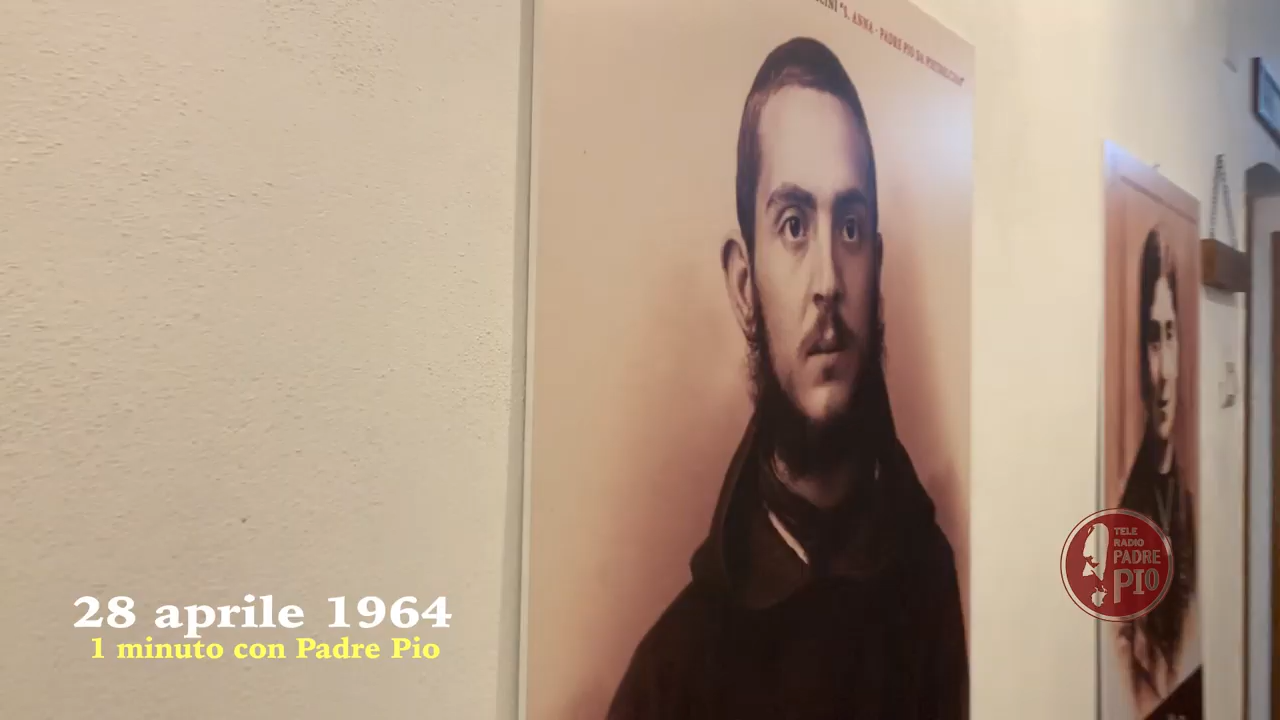 "S. ANNA - PADRE PIO DA PIETRELCINA"
28 aprile 1964
1 minuto con Padre Pio
TELE
RADIO
PADRE
PIO